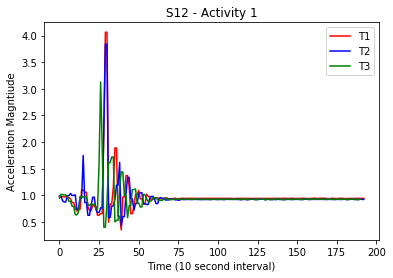 S12 - Activity 1
T1
T2
T3
Acceleration Magntiude
4.0
3.5
3.0
2.5
2.0
1.5
1.0
0.5
0 25 50 75 100 125 150 175 200
Time (10 second interval)